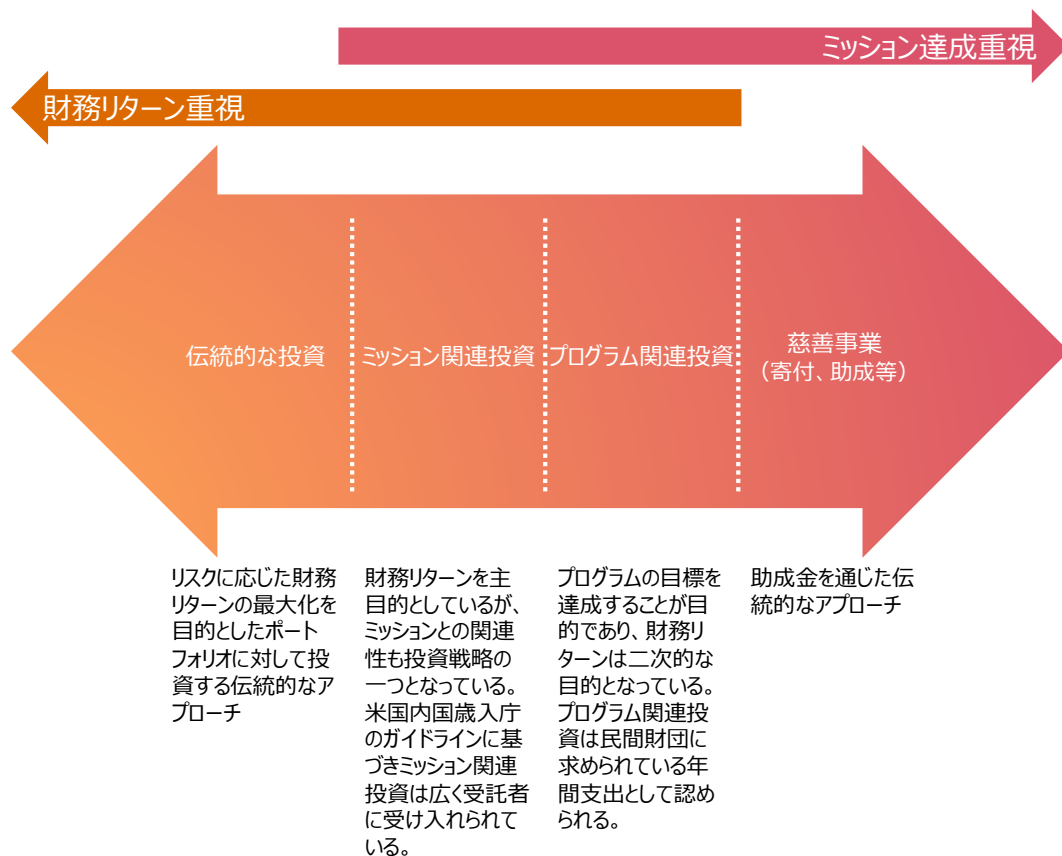 ミッション達成重視
財務リターン重視
伝統的な投資
ミッション関連投資
プログラム関連投資
慈善事業
（寄付、助成等）
リスクに応じた財務
リターンの最大化を
目的としたポート
フォリオに対して投
資する伝統的なア
プローチ
財務リターンを主
目的としているが、
ミッションとの関連
性も投資戦略の
一つとなっている。
米国内国歳入庁
のガイドラインに基
づきミッション関連
投資は広く受託者
に受け入れられて
いる。
プログラムの目標を
達成することが目
的であり、財務リ
ターンは二次的な
目的となっている。
プログラム関連投
資は民間財団に
求められている年
間支出として認め
られる。
助成金を通じた伝
統的なアプローチ